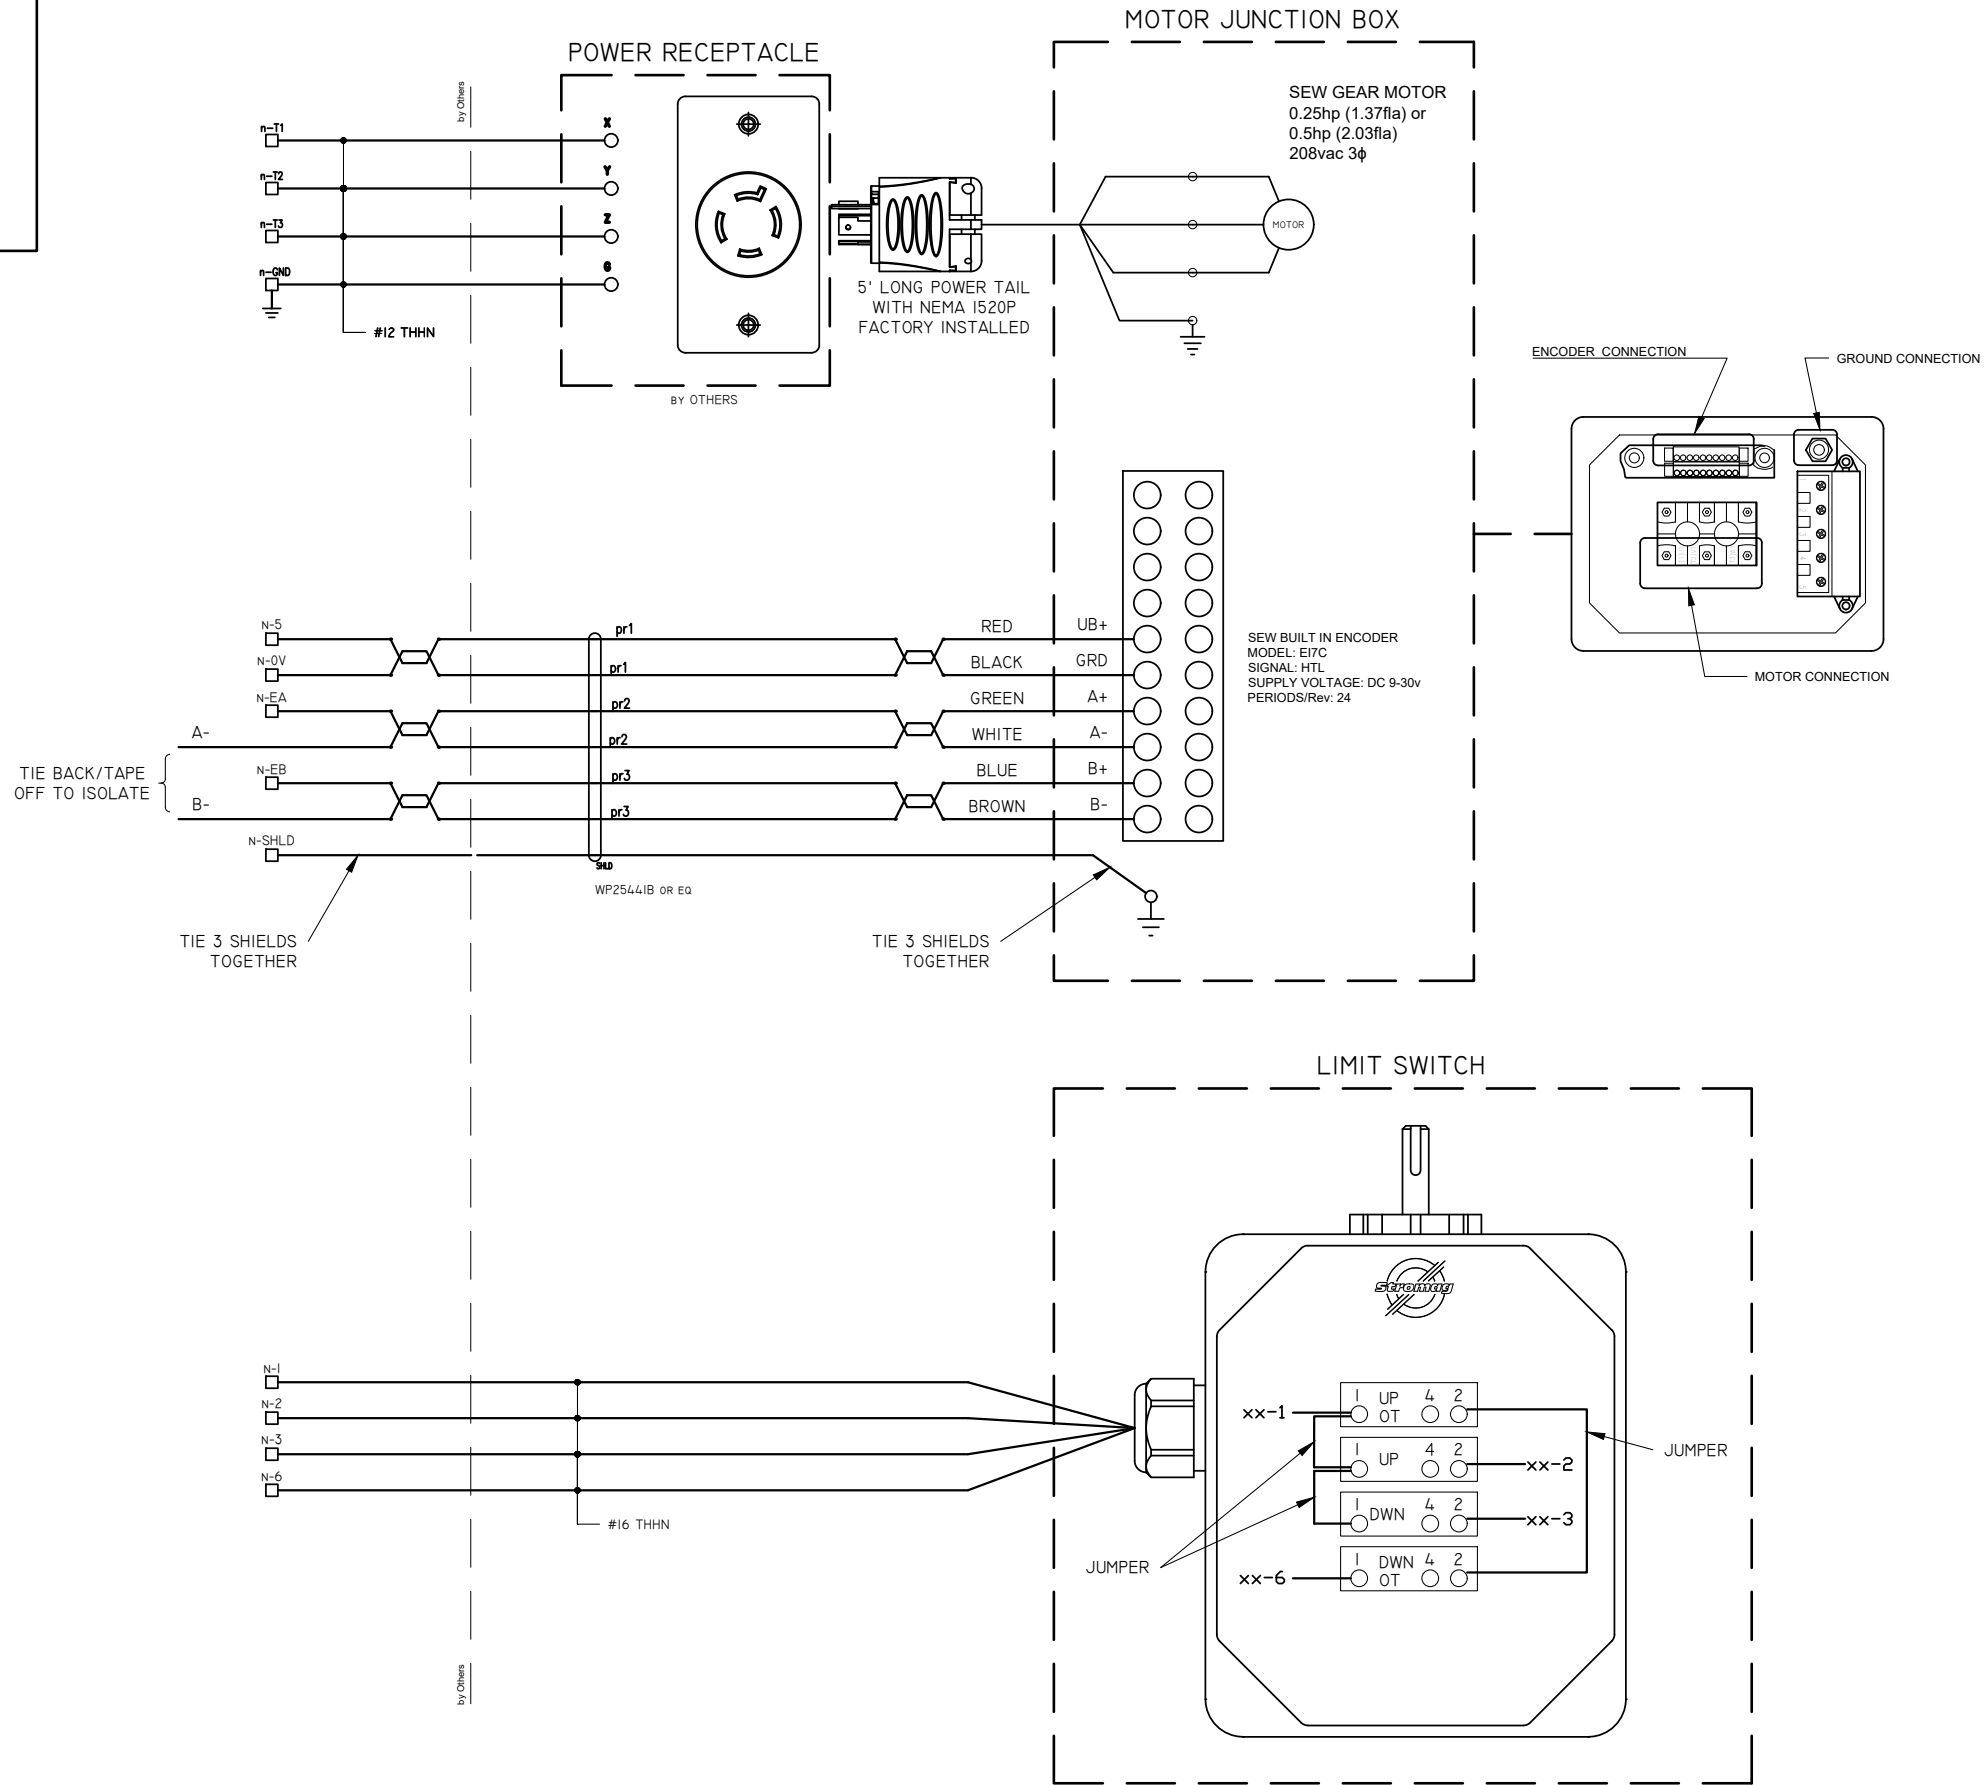 MOTOR JUNCTION BOX
POWER RECEPTACLE
by Others
SEW GEAR MOTOR
0.25hp (1.37fla) or
0.5hp (2.03fla)
208vac 3ϕ
n-T1
X
n-T2
Y
n-T3
Z
n-GND
G
MOTOR
#12 THHN
5' LONG POWER TAIL
WITH NEMA 1520P
FACTORY INSTALLED
BY OTHERS
ENCODER CONNECTION
GROUND CONNECTION
MOTOR CONNECTION
N-5
pr1
RED
UB+
N-0V
pr1
BLACK
GRD
N-EA
pr2
GREEN
A+
A-
pr2
WHITE
A-
N-EB
pr3
BLUE
B+
B-
pr3
BROWN
B-
TIE BACK/TAPE
OFF TO ISOLATE
SEW BUILT IN ENCODER
MODEL: EI7C
SIGNAL: HTL
SUPPLY VOLTAGE: DC 9-30v
PERIODS/Rev: 24
N-SHLD
SHLD
WP25441B OR EQ
TIE 3 SHIELDS
TOGETHER
TIE 3 SHIELDS
TOGETHER
LIMIT SWITCH
Stromag
N-1
N-2
N-3
N-6
#16 THHN
xx-1
1 UP 4 2
OT
1 UP 4 2
xx-2
1 DWN 4 2
xx-3
xx-6
1 DWN 4 2
OT
JUMPER
JUMPER
by Others